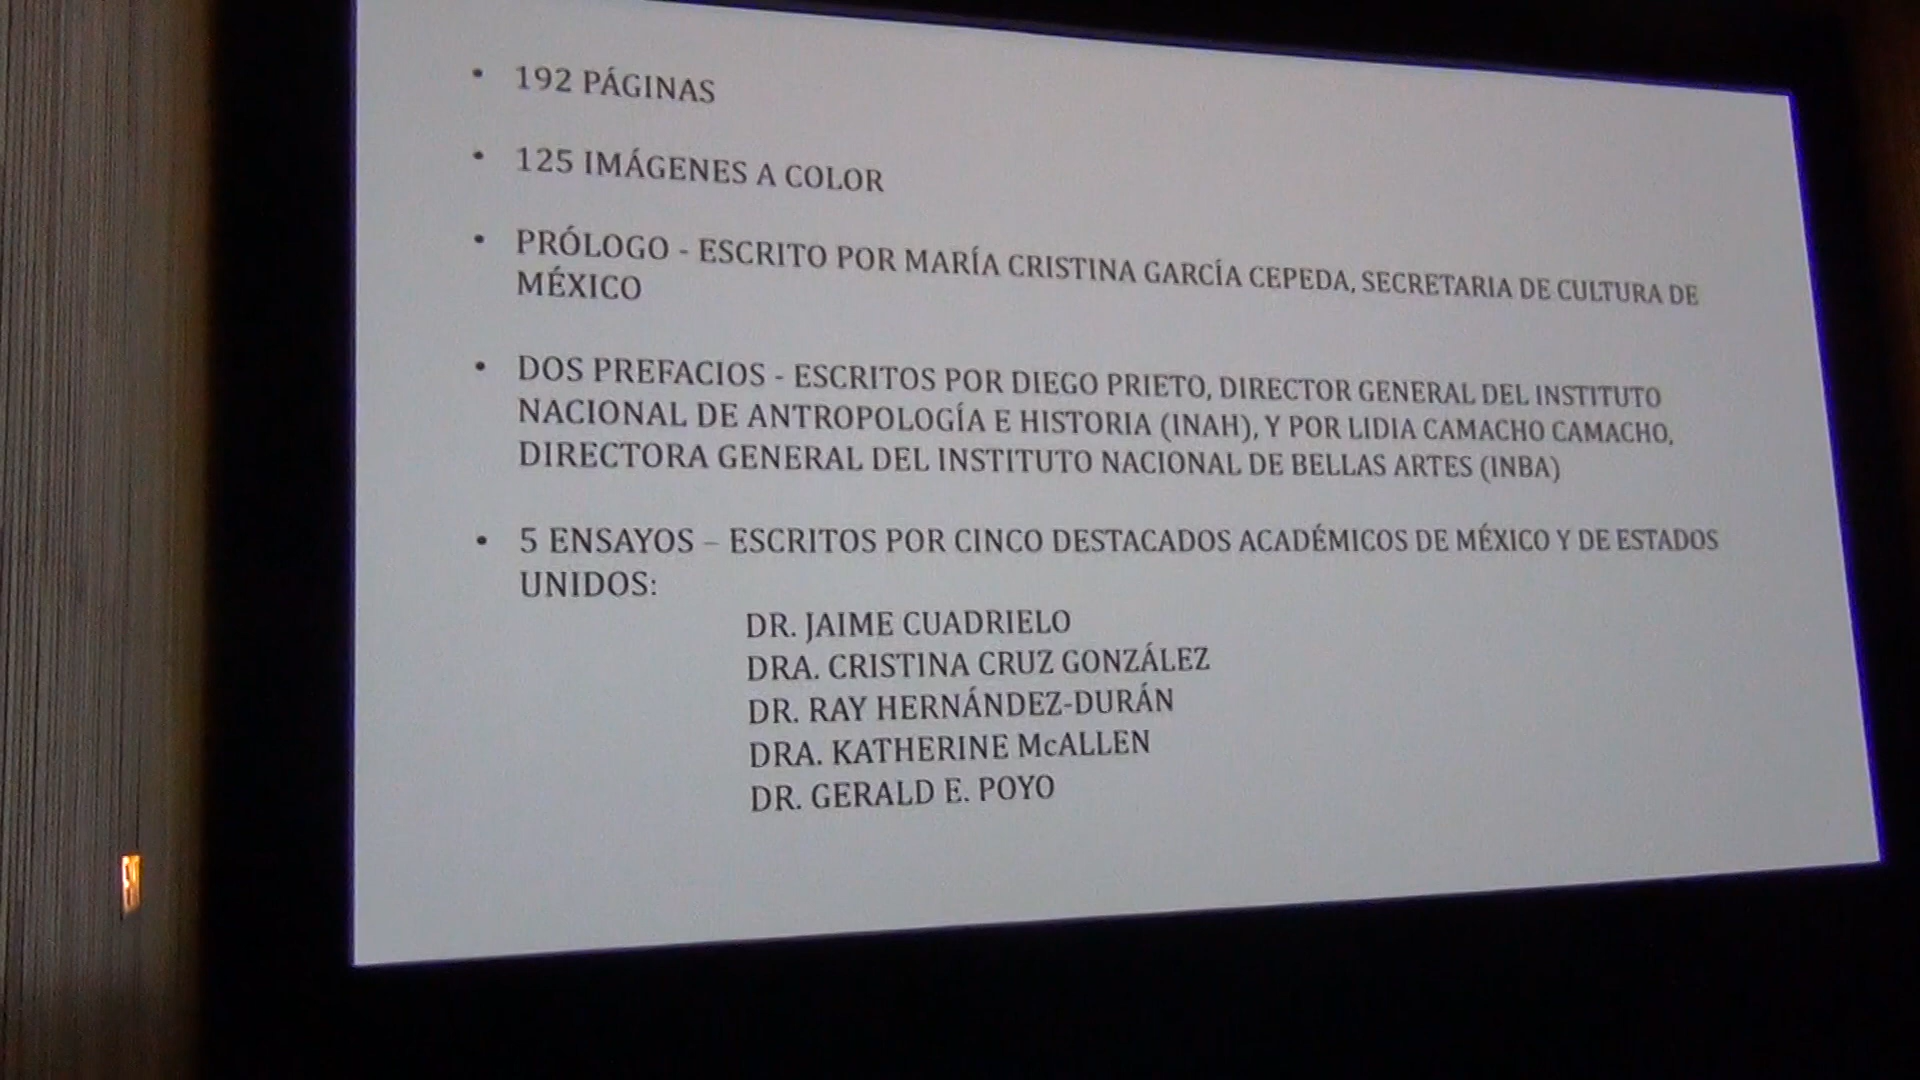 • 192 PÁGINAS
• 125 IMÁGENES A COLOR
• PRÓLOGO - ESCRITO POR MARÍA CRISTINA GARCÍA CEPEDA, SECRETARIA DE CULTURA DE
MÉXICO
• DOS PREFACIOS - ESCRITOS POR DIEGO PRIETO, DIRECTOR GENERAL DEL INSTITUTO
NACIONAL DE ANTROPOLOGÍA E HISTORIA (INAH), Y POR LIDIA CAMACHO CAMACHO,
DIRECTORA GENERAL DEL INSTITUTO NACIONAL DE BELLAS ARTES (INBA)
• 5 ENSAYOS – ESCRITOS POR CINCO DESTACADOS ACADÉMICOS DE MÉXICO Y DE ESTADOS
UNIDOS:
DR. JAIME CUADRIELO
DRA. CRISTINA CRUZ GONZÁLEZ
DR. RAY HERNÁNDEZ-DURÁN
DRA. KATHERINE McALLEN
DR. GERALD E. POYO